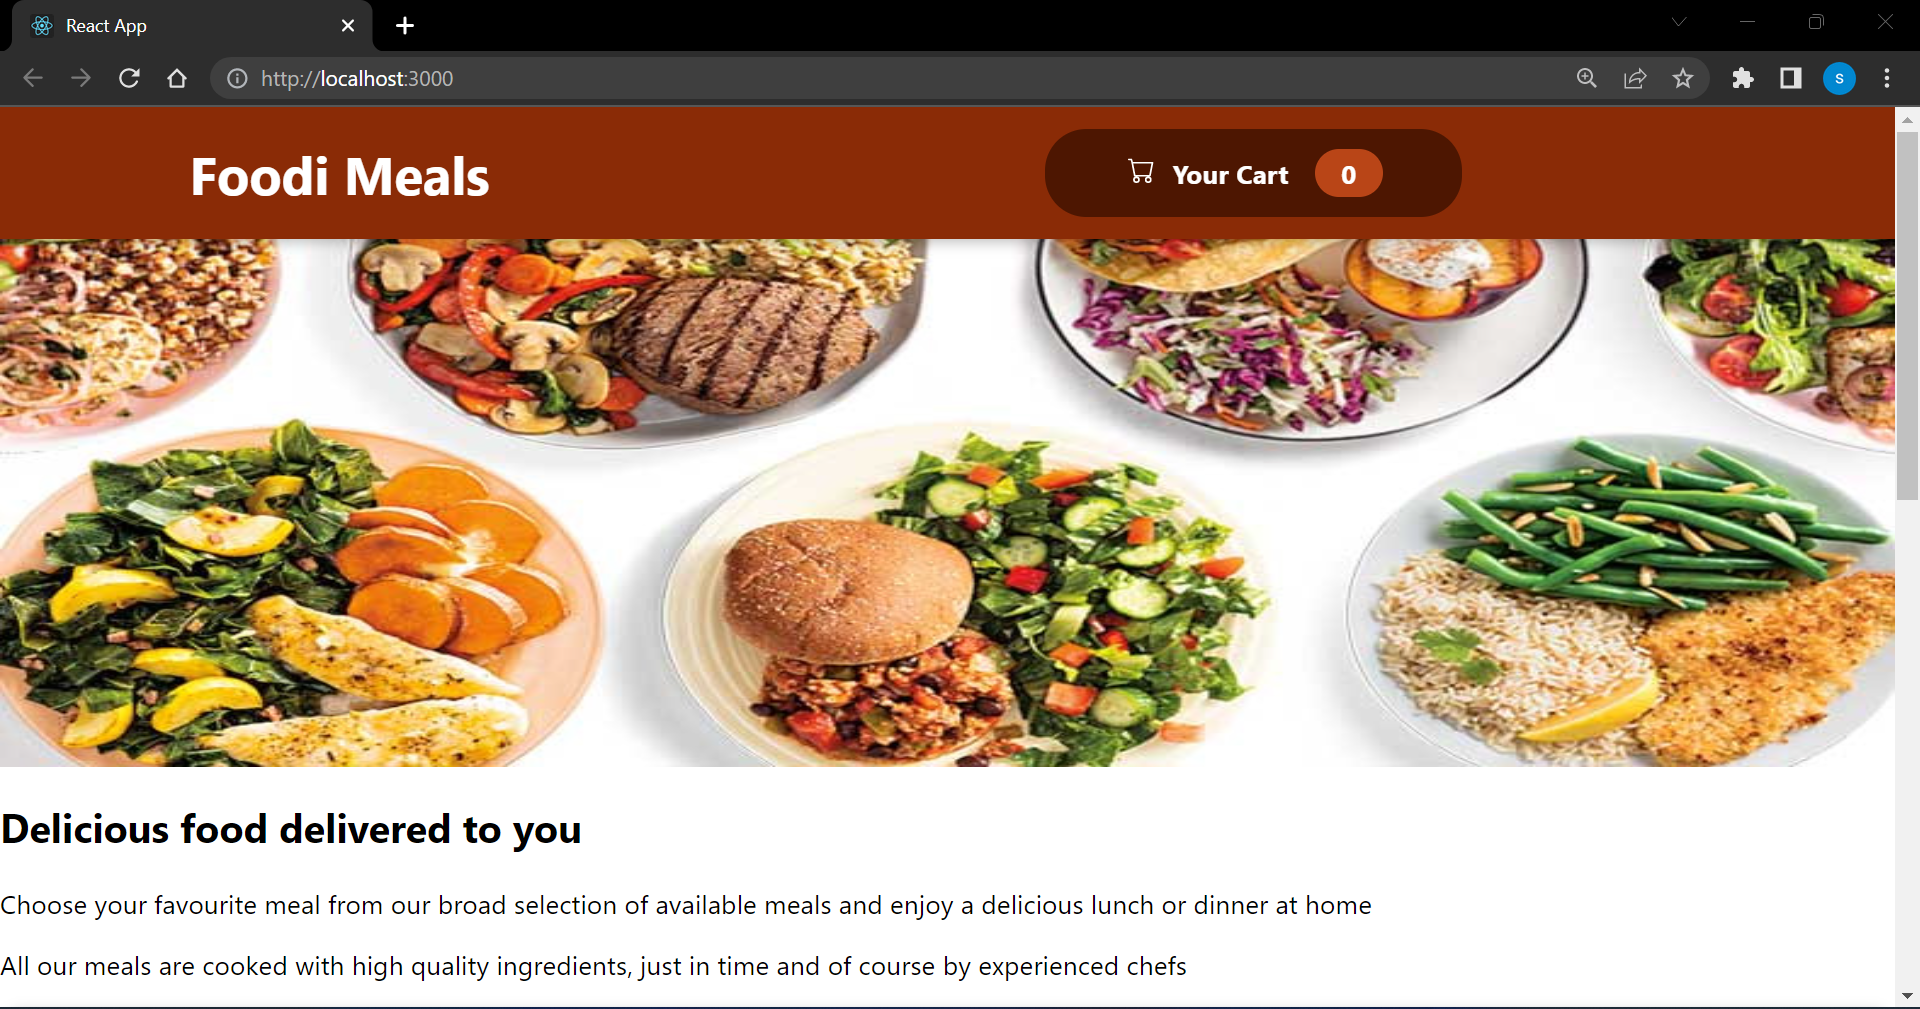 React App
http://localhost:3000
s
Foodi Meals
Your Cart 0
Delicious food delivered to you
Choose your favourite meal from our broad selection of available meals and enjoy a delicious lunch or dinner at home
All our meals are cooked with high quality ingredients, just in time and of course by experienced chefs